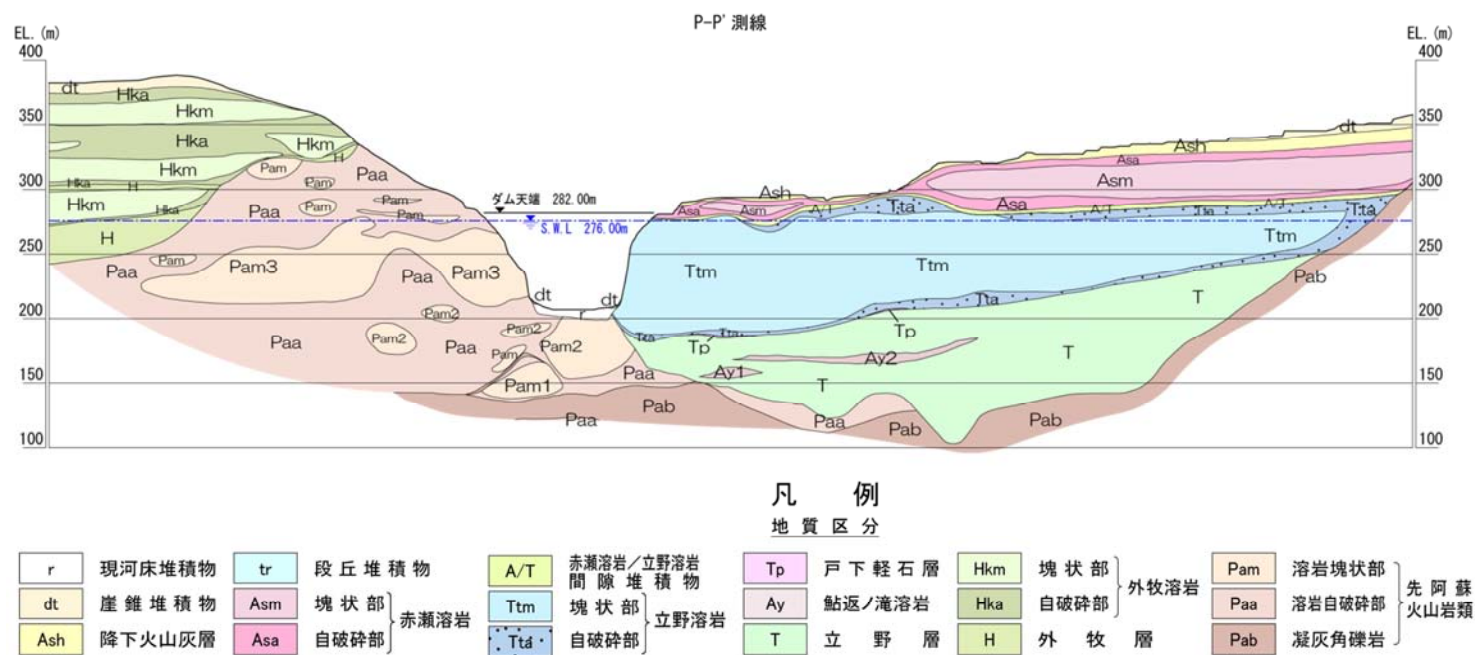 P-P' 測線
EL. (m)
EL. (m)
400
400
350
350
300
300
250
250
200
200
150
150
100
100
dt
Hka
Hkm
Hka
Hkm
H
Hkm
Hka
H
Hkm
Hka
H
Paa
Pam
Paa
Pam
Pam
Pam
Pam
Paa
Pam
Pam3
Paa
Pam3
Pam2
Paa
Pam2
Paa
Pam2
Pam
Pam2
Pam1
Paa
Pab
Paa
ダム天端 282.00m
S.W.L 276.00m
dt
dt
r
Asa
Asm
Ash
A/T
Tta
Ash
dt
Asa
Asm
Asa
A/T
Tta
A/T
Tta
Ttm
Ttm
Ttm
Tta
Tta
Tta
Tp
Tp
Ay1
Ay2
T
T
T
Paa
Pab
Pab
Pab
凡 例
地質区分
r 現河床堆積物
dt 崖錐堆積物
Ash 降下火山灰層
tr 段丘堆積物
Asm 塊状部
Asa 自破砕部
赤瀬溶岩
A/T 赤瀬溶岩／立野溶岩
間隙堆積物
Ttm 塊状部
Tta 自破砕部
立野溶岩
Tp 戸下軽石層
Ay 鮎返ノ滝溶岩
T 立野層
Hkm 塊状部
Hka 自破砕部
外牧溶岩
H 外牧層
Pam 溶岩塊状部
Paa 溶岩自破砕部
Pab 凝灰角礫岩
先阿蘇
火山岩類